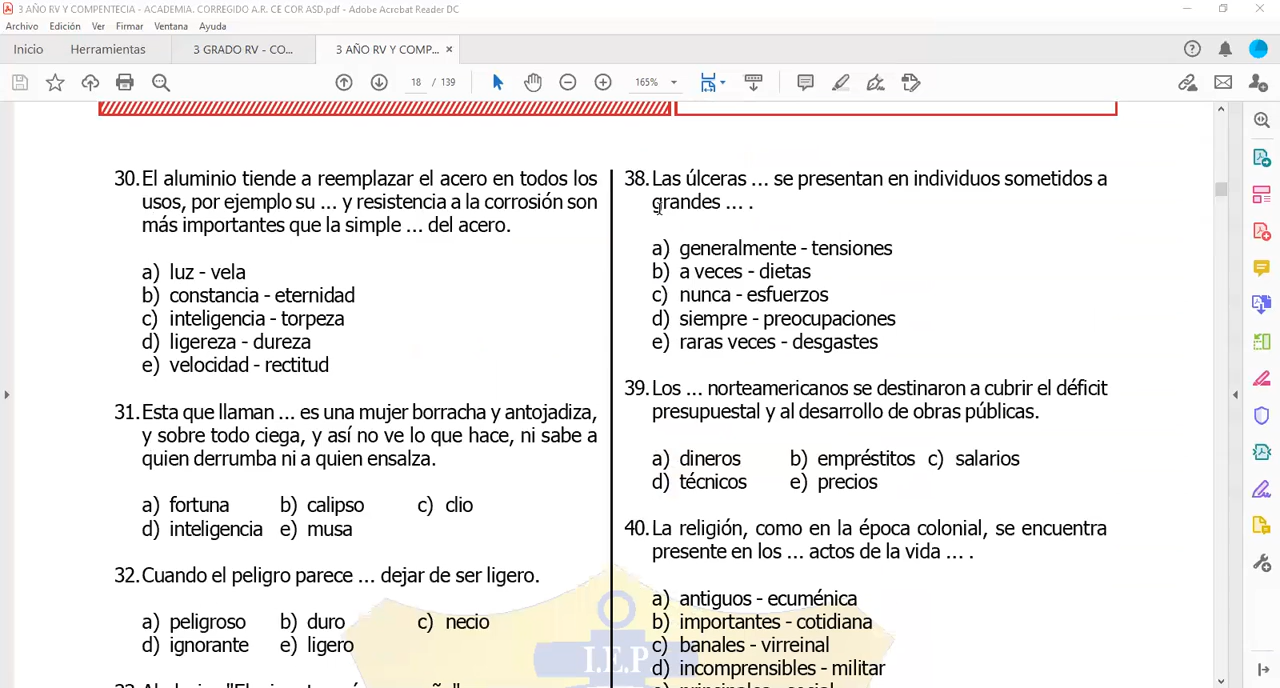 3 AÑO RV Y COMPENTECIA - ACADEMIA. CORREGIDO A.R. CE COR ASD.pdf - Adobe Acrobat Reader DC
Archivo Edición Ver Firmar Ventana Ayuda
Inicio Herramientas 3 GRADO RV - CO... 3 AÑO RV Y COMP... ×
18 / 139 165%
30. El aluminio tiende a reemplazar el acero en todos los
usos, por ejemplo su ... y resistencia a la corrosión son
más importantes que la simple ... del acero.
a) luz - vela
b) constancia - eternidad
c) inteligencia - torpeza
d) ligereza - dureza
e) velocidad - rectitud
31. Esta que llaman ... es una mujer borracha y antojadiza,
y sobre todo ciega, y así no ve lo que hace, ni sabe a
quien derrumba ni a quien ensalza.
a) fortuna b) calipso c) clio
d) inteligencia e) musa
32. Cuando el peligro parece ... dejar de ser ligero.
a) peligroso b) duro c) necio
d) ignorante e) ligero
38. Las úlceras ... se presentan en individuos sometidos a
grandes ... .
a) generalmente - tensiones
b) a veces - dietas
c) nunca - esfuerzos
d) siempre - preocupaciones
e) raras veces - desgastes
39. Los ... norteamericanos se destinaron a cubrir el déficit
presupuestal y al desarrollo de obras públicas.
a) dineros b) empréstitos c) salarios
d) técnicos e) precios
40. La religión, como en la época colonial, se encuentra
presente en los ... actos de la vida ... .
a) antiguos - ecuménica
b) importantes - cotidiana
c) banales - virreinal
d) incomprensibles - militar
I.E.P